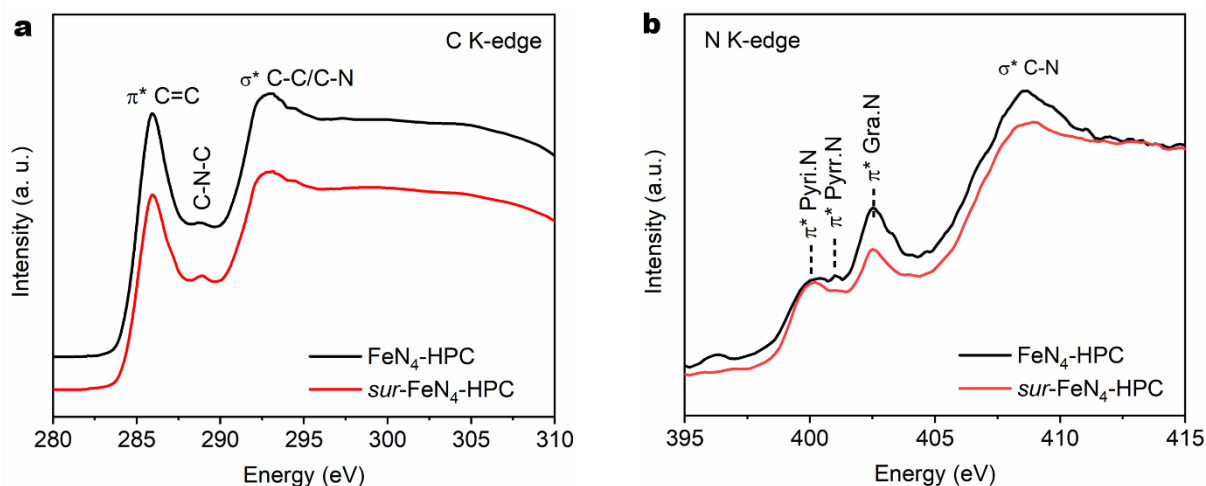 a
C K-edge
π* C=C
C-N-C
σ* C-C/C-N
Intensity (a. u.)
FeN₄-HPC
sur-FeN₄-HPC
280 285 290 295 300 305 310
Energy (eV)
b
N K-edge
π* Pyri.N
π* Pyrr.N
π* Gra.N
σ* C-N
Intensity (a.u.)
FeN₄-HPC
sur-FeN₄-HPC
395 400 405 410 415
Energy (eV)